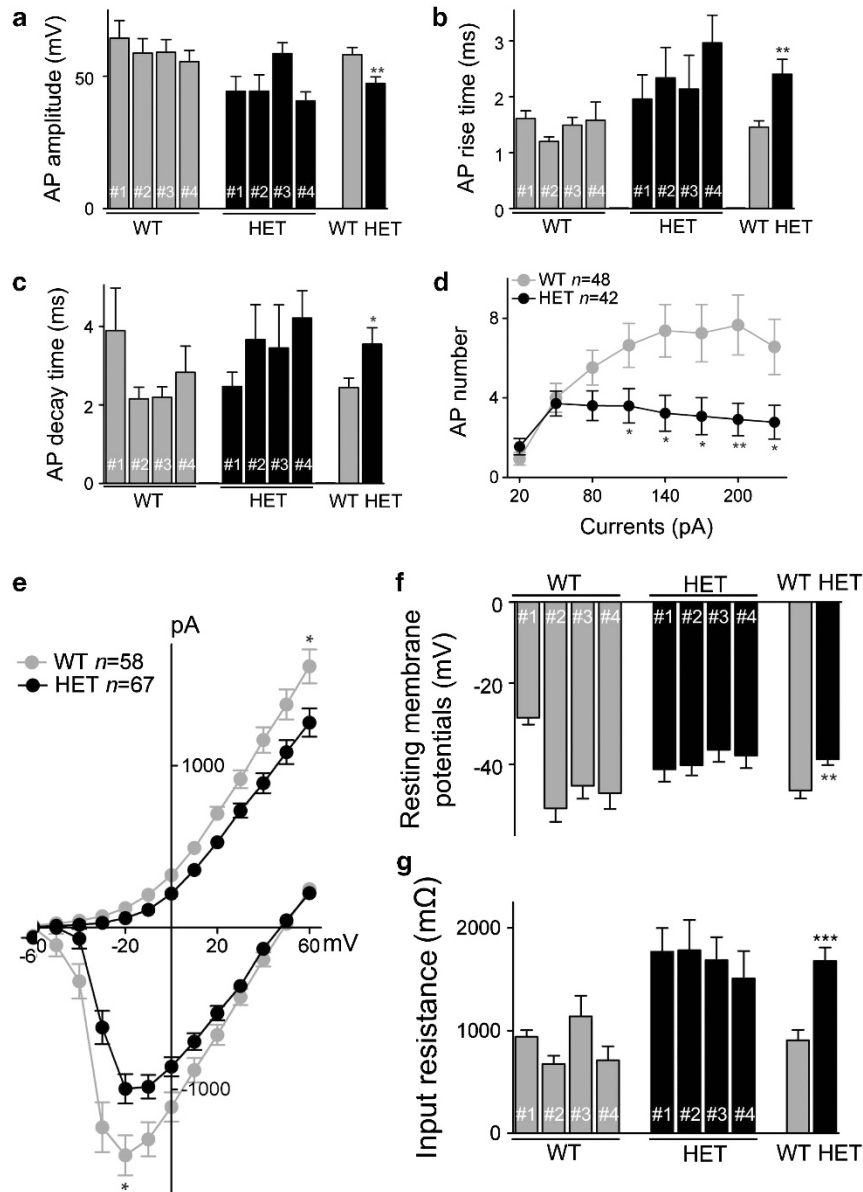 a
AP amplitude (mV)
50
0
#1 #2 #3 #4
#1 #2 #3 #4
WT HET WT HET
b
AP rise time (ms)
3
2
1
0
#1 #2 #3 #4
#1 #2 #3 #4
**
WT HET WT HET
**
c
AP decay time (ms)
4
2
0
#1 #2 #3 #4
#1 #2 #3 #4
*
WT HET WT HET
d
WT n=48
HET n=42
AP number
8
4
0
* * * ** *
20 80 140 200
Currents (pA)
e
pA
WT n=58
HET n=67
*
1000
-6 0 -20 20 60 mV
-1000
*
f
WT HET WT HET
Resting membrane
potentials (mV)
0
-20
-40
#1 #2 #3 #4
#1 #2 #3 #4
**
g
Input resistance (mΩ)
2000
1000
0
#1 #2 #3 #4
#1 #2 #3 #4
***
WT HET WT HET